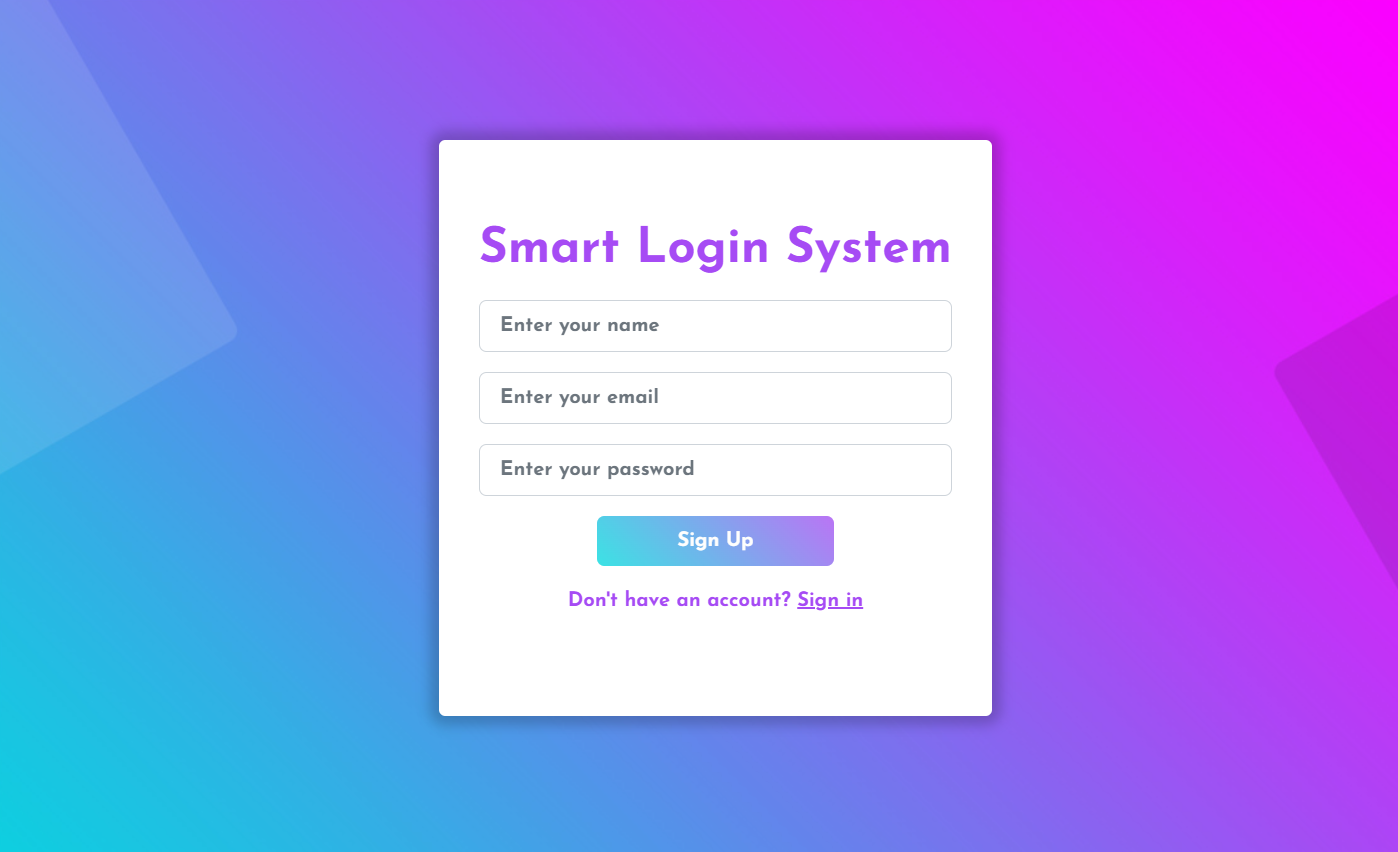 Smart Login System
Enter your name
Enter your email
Enter your password
Sign Up
Don't have an account? Sign in